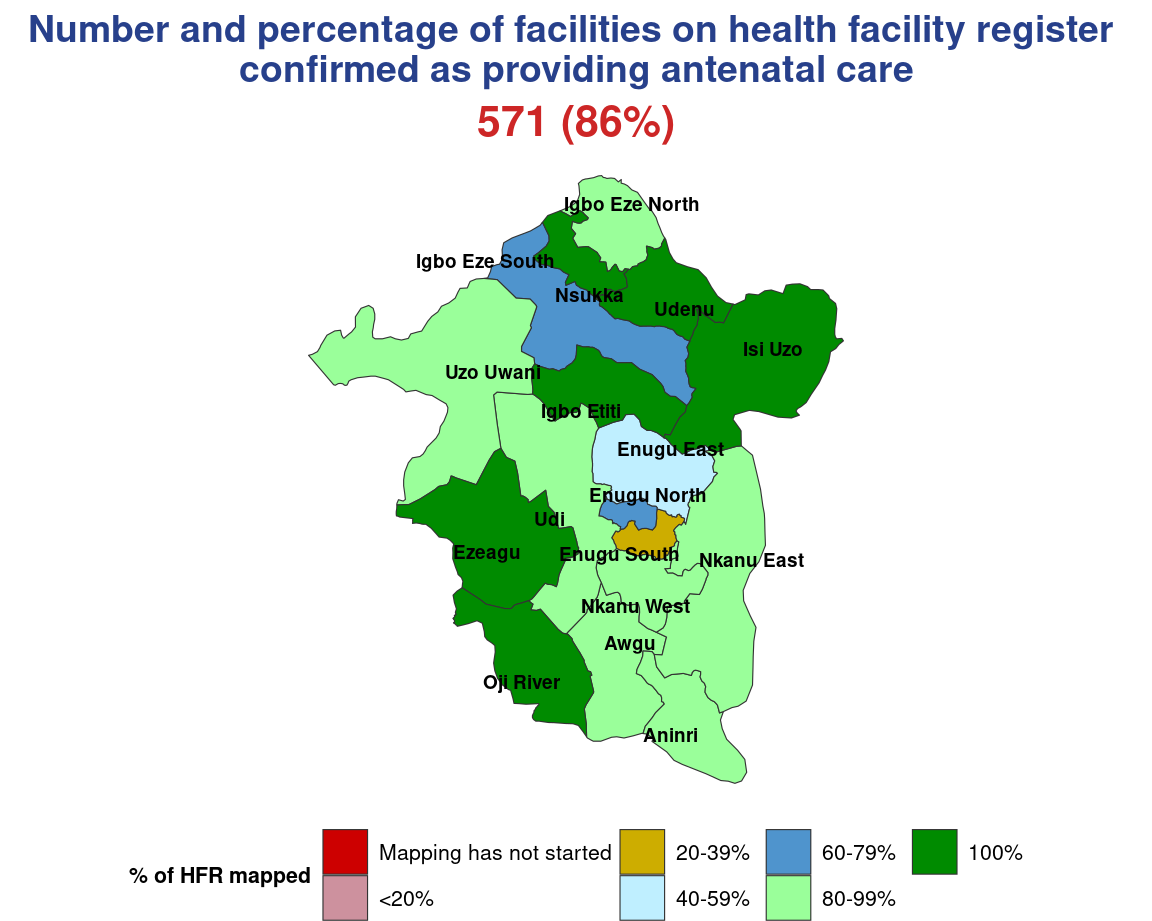 Number and percentage of facilities on health facility register
confirmed as providing antenatal care
571 (86%)
Igbo Eze North
Igbo Eze South
Nsukka
Udenu
Isi Uzo
Uzo Uwani
Igbo Etiti
Enugu East
Enugu North
Udi
Ezeagu
Enugu South
Nkanu East
Nkanu West
Awgu
Oji River
Aninri
% of HFR mapped
Mapping has not started
<20%
20-39%
40-59%
60-79%
80-99%
100%